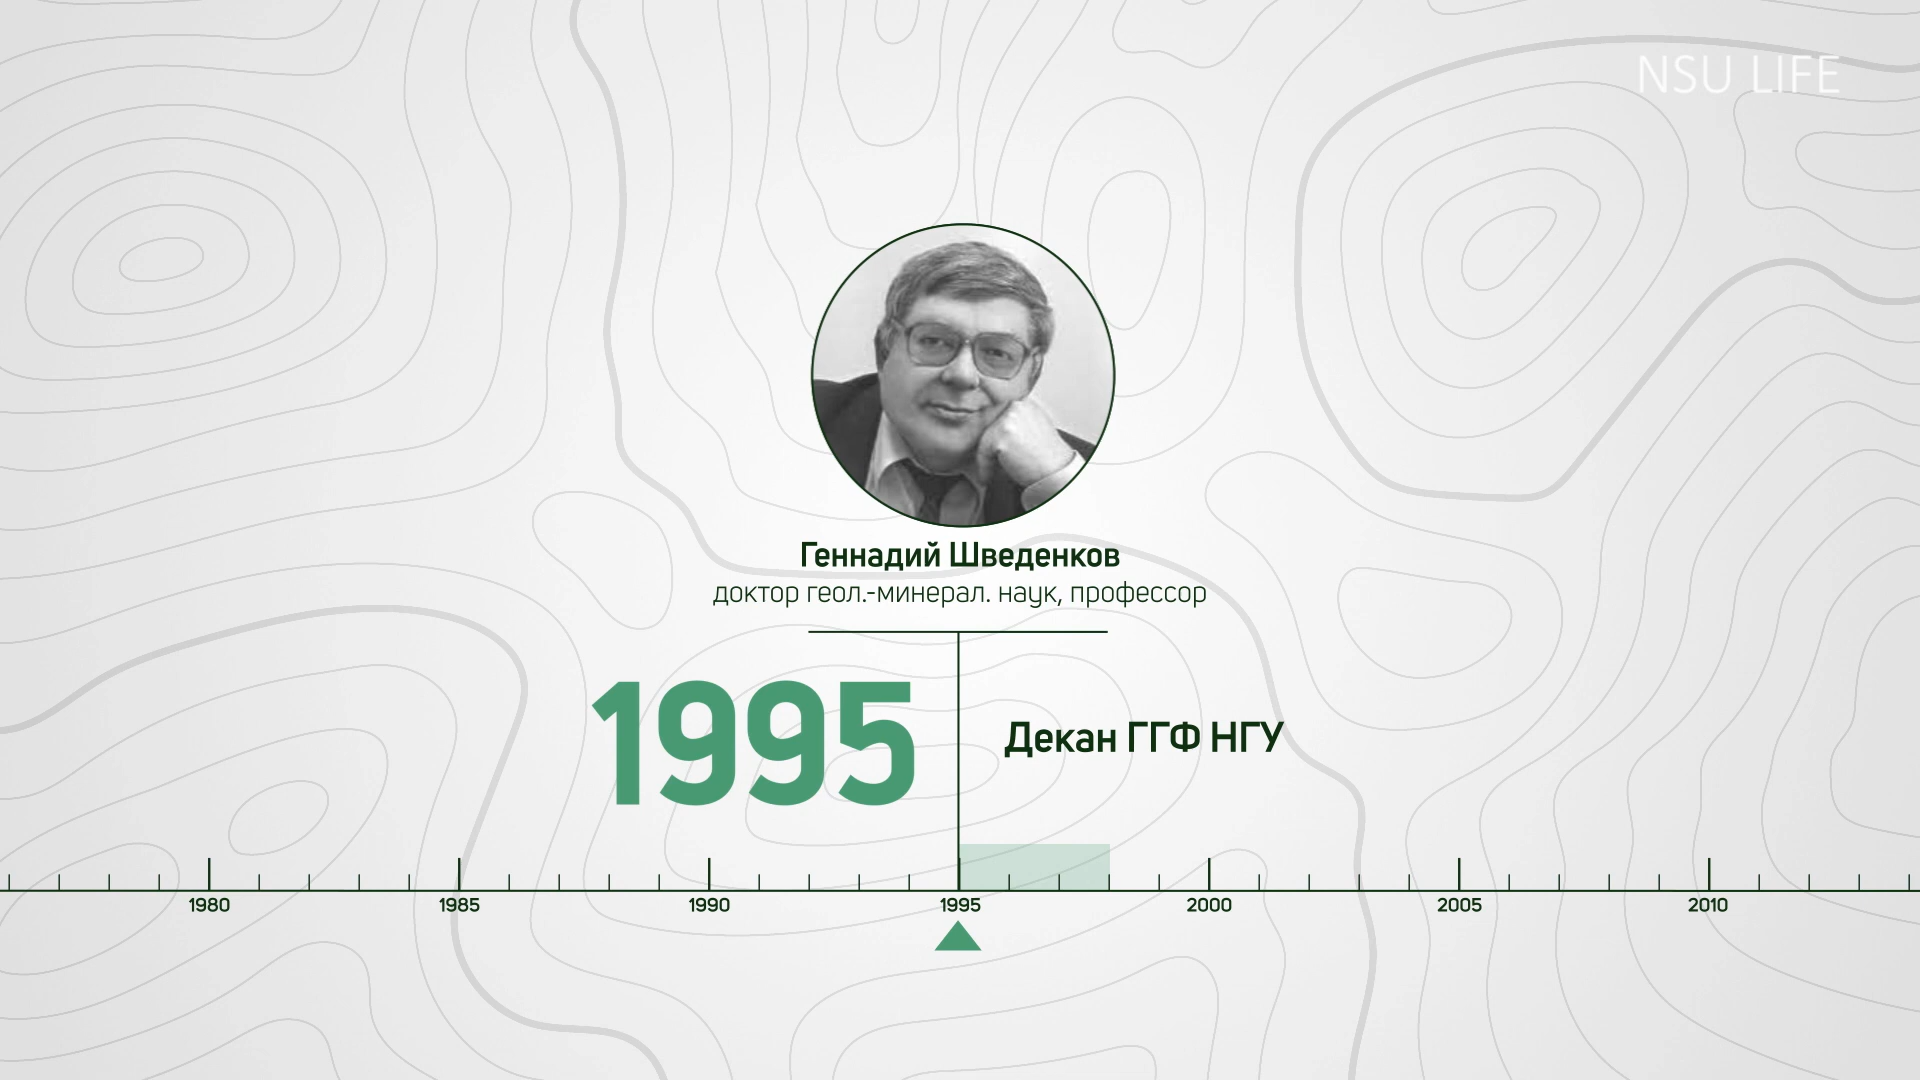 NSU LIFE
Геннадий Шведенков
доктор геол.-минерал. наук, профессор
1995
Декан ГГФ НГУ
1980 1985 1990 1995 2000 2005 2010